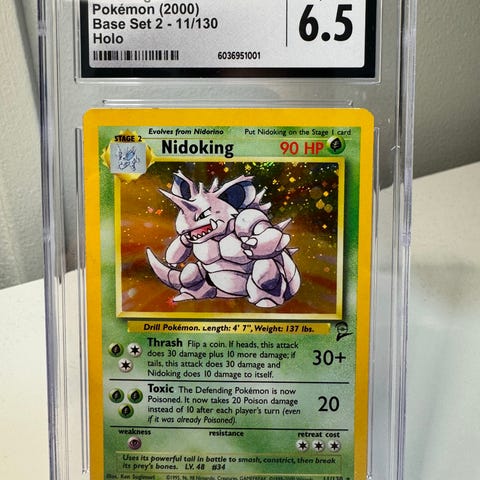 Pokémon (2000)
Base Set 2 - 11/130
Holo
6.5
6036951001
STAGE 2
Evolves from Nidorino
Put Nidoking on the Stage 1 card
Nidoking
90 HP
Drill Pokémon. Length: 4' 7", Weight: 137 lbs.
Thrash Flip a coin. If heads, this attack
does 30 damage plus 10 more damage; if
tails, this attack does 30 damage and
Nidoking does 10 damage to itself.
30+
Toxic The Defending Pokémon is now
Poisoned. It now takes 20 Poison damage
instead of 10 after each player's turn (even
if it was already Poisoned).
20
weakness
resistance
retreat cost
Uses its powerful tail in battle to smash, constrict, then break
its prey's bones. LV. 48 #34
Illus. Ken Sugimori
11/130